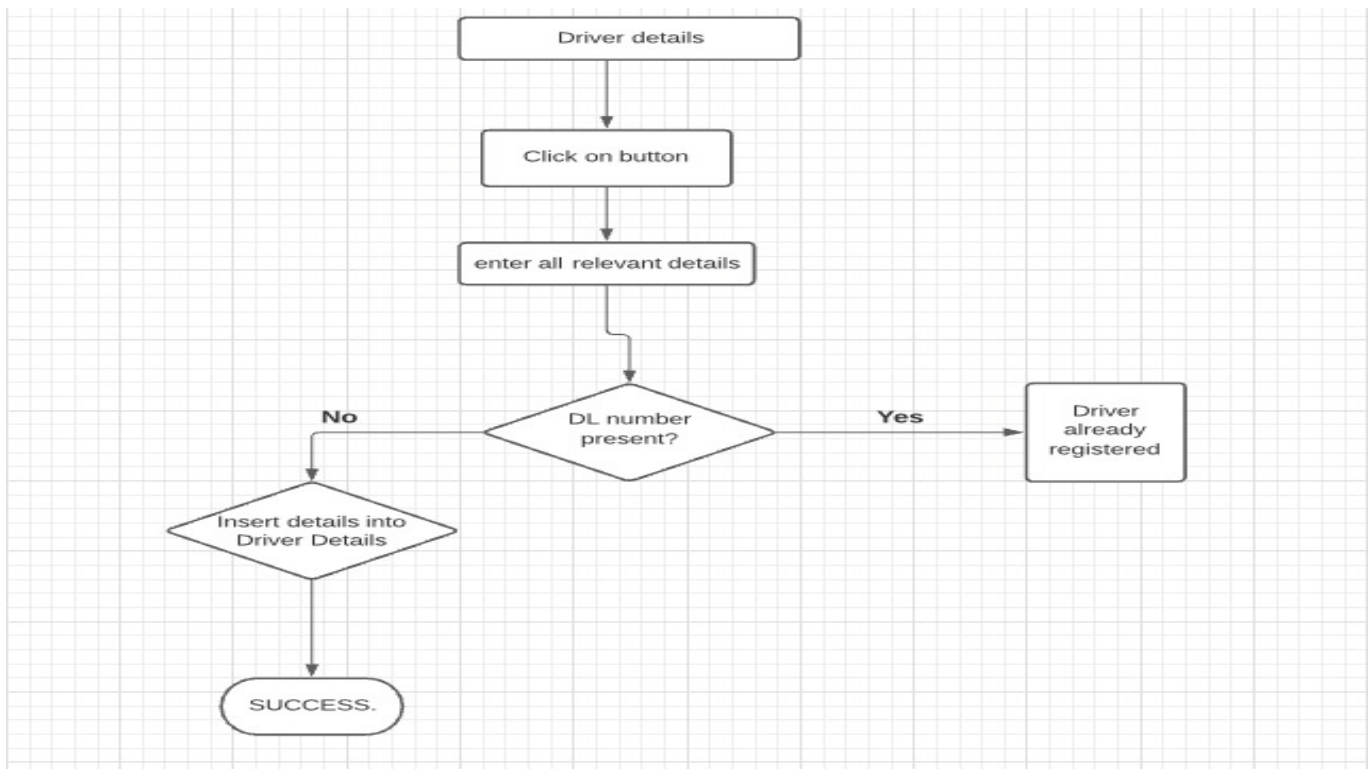 Driver details
Click on button
enter all relevant details
DL number
present?
No
Yes
Driver
already
registered
Insert details into
Driver Details
SUCCESS.